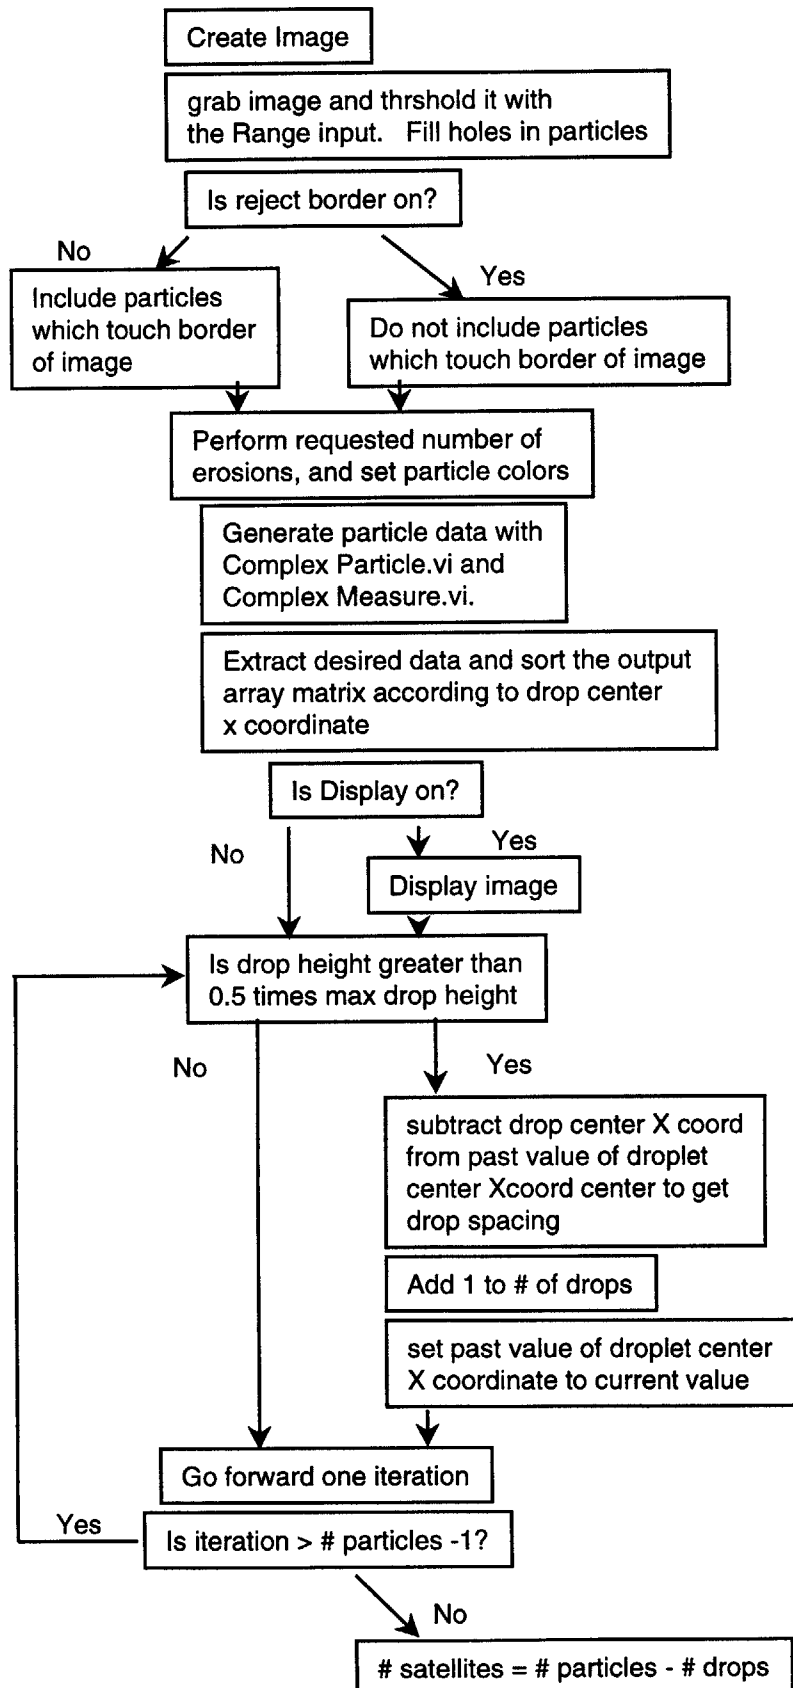 Create Image
grab image and thrshold it with
the Range input. Fill holes in particles
Is reject border on?
No
Yes
Include particles
which touch border
of image
Do not include particles
which touch border of image
Perform requested number of
erosions, and set particle colors
Generate particle data with
Complex Particle.vi and
Complex Measure.vi.
Extract desired data and sort the output
array matrix according to drop center
x coordinate
Is Display on?
No
Yes
Display image
Is drop height greater than
0.5 times max drop height
No
Yes
subtract drop center X coord
from past value of droplet
center Xcoord center to get
drop spacing
Add 1 to # of drops
set past value of droplet center
X coordinate to current value
Go forward one iteration
Yes
Is iteration > # particles -1?
No
# satellites = # particles - # drops